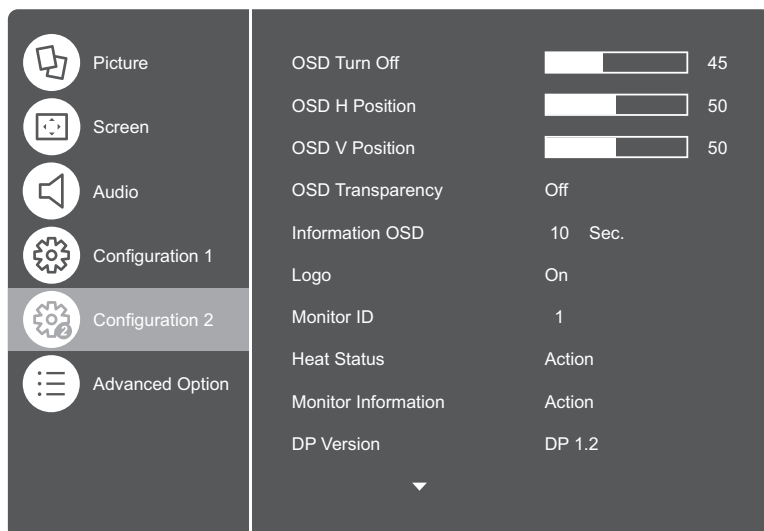 Picture
Screen
Audio
Configuration 1
2
Configuration 2
Advanced Option
OSD Turn Off 45
OSD H Position 50
OSD V Position 50
OSD Transparency Off
Information OSD 10 Sec.
Logo On
Monitor ID 1
Heat Status Action
Monitor Information Action
DP Version DP 1.2